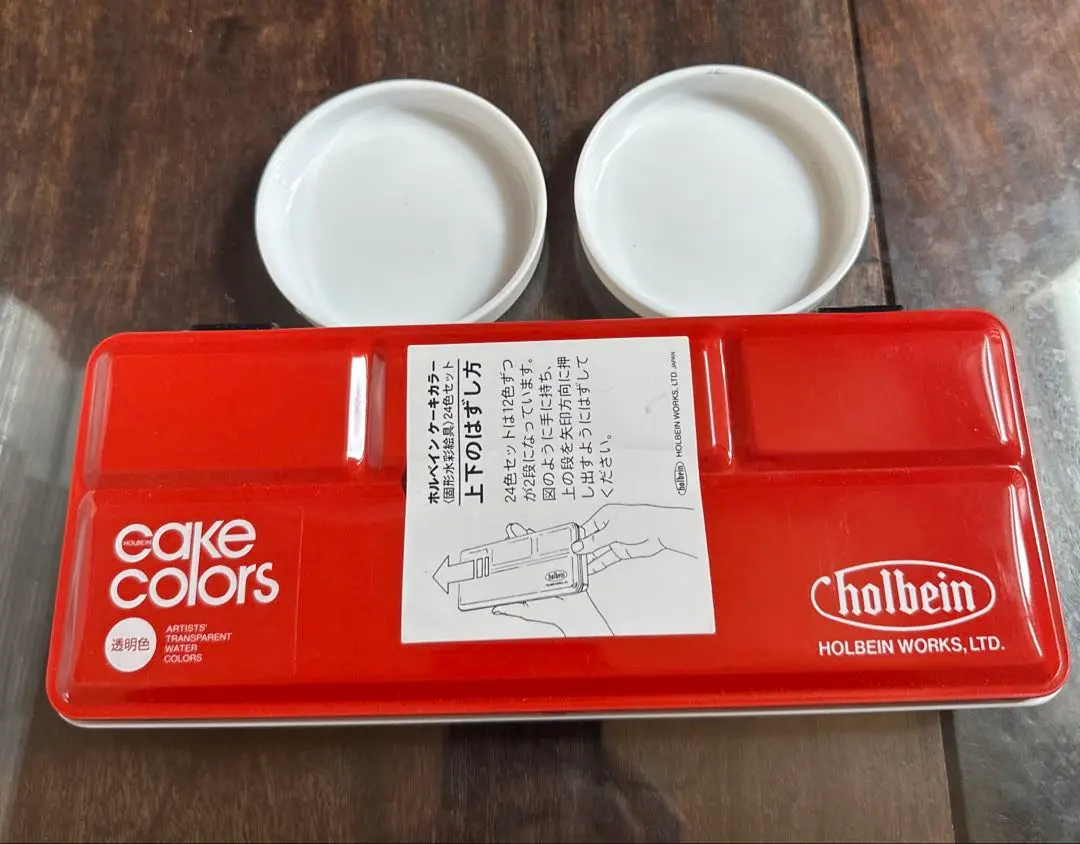 ホルベイン ケーキカラー
〈固形水彩絵具〉24色セット
上下のはずし方
24色セットは12色ずつ
が2段になっています。
図のように手に持ち、
上の段を矢印方向に押
し出すようにはずして
ください。
holbein HOLBEIN WORKS, LTD. JAPAN
holbein
HOLBEIN
cake
colors
透明色
ARTISTS'
TRANSPARENT
WATER
COLORS
holbein
HOLBEIN WORKS, LTD.